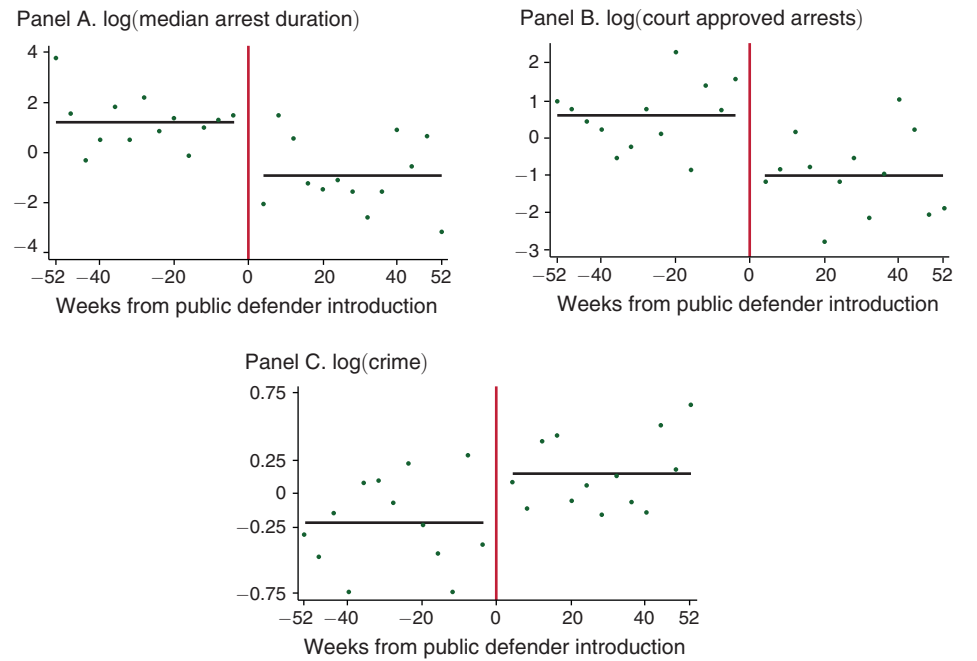 Panel A. log(median arrest duration)
4
2
0
−2
−4
−52 −40 −20 0 20 40 52
Weeks from public defender introduction
Panel B. log(court approved arrests)
2
1
0
−1
−2
−3
−52 −40 −20 0 20 40 52
Weeks from public defender introduction
Panel C. log(crime)
0.75
0.25
0
−0.25
−0.75
−52 −40 −20 0 20 40 52
Weeks from public defender introduction